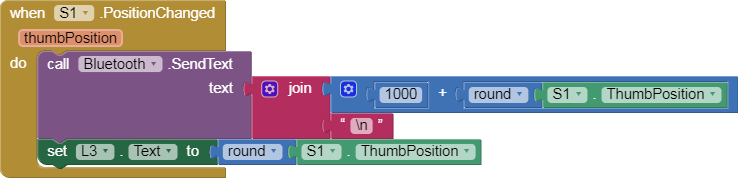 when S1 .PositionChanged
thumbPosition
do call Bluetooth .SendText
text join 1000 + round S1 . ThumbPosition
" \n "
set L3 . Text to round S1 . ThumbPosition